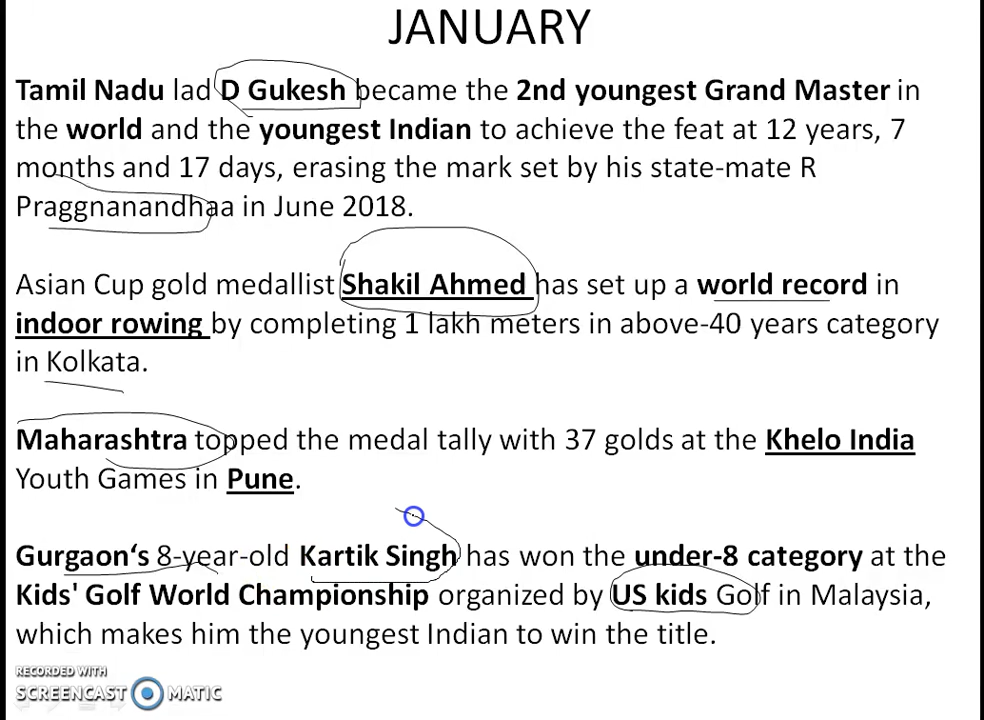 JANUARY
Tamil Nadu lad D Gukesh became the 2nd youngest Grand Master in
the world and the youngest Indian to achieve the feat at 12 years, 7
months and 17 days, erasing the mark set by his state-mate R
Praggnanandhaa in June 2018.
Asian Cup gold medallist Shakil Ahmed has set up a world record in
indoor rowing by completing 1 lakh meters in above-40 years category
in Kolkata.
Maharashtra topped the medal tally with 37 golds at the Khelo India
Youth Games in Pune.
Gurgaon‘s 8-year-old Kartik Singh has won the under-8 category at the
Kids' Golf World Championship organized by US kids Golf in Malaysia,
which makes him the youngest Indian to win the title.
RECORDED WITH
SCREENCAST MATIC